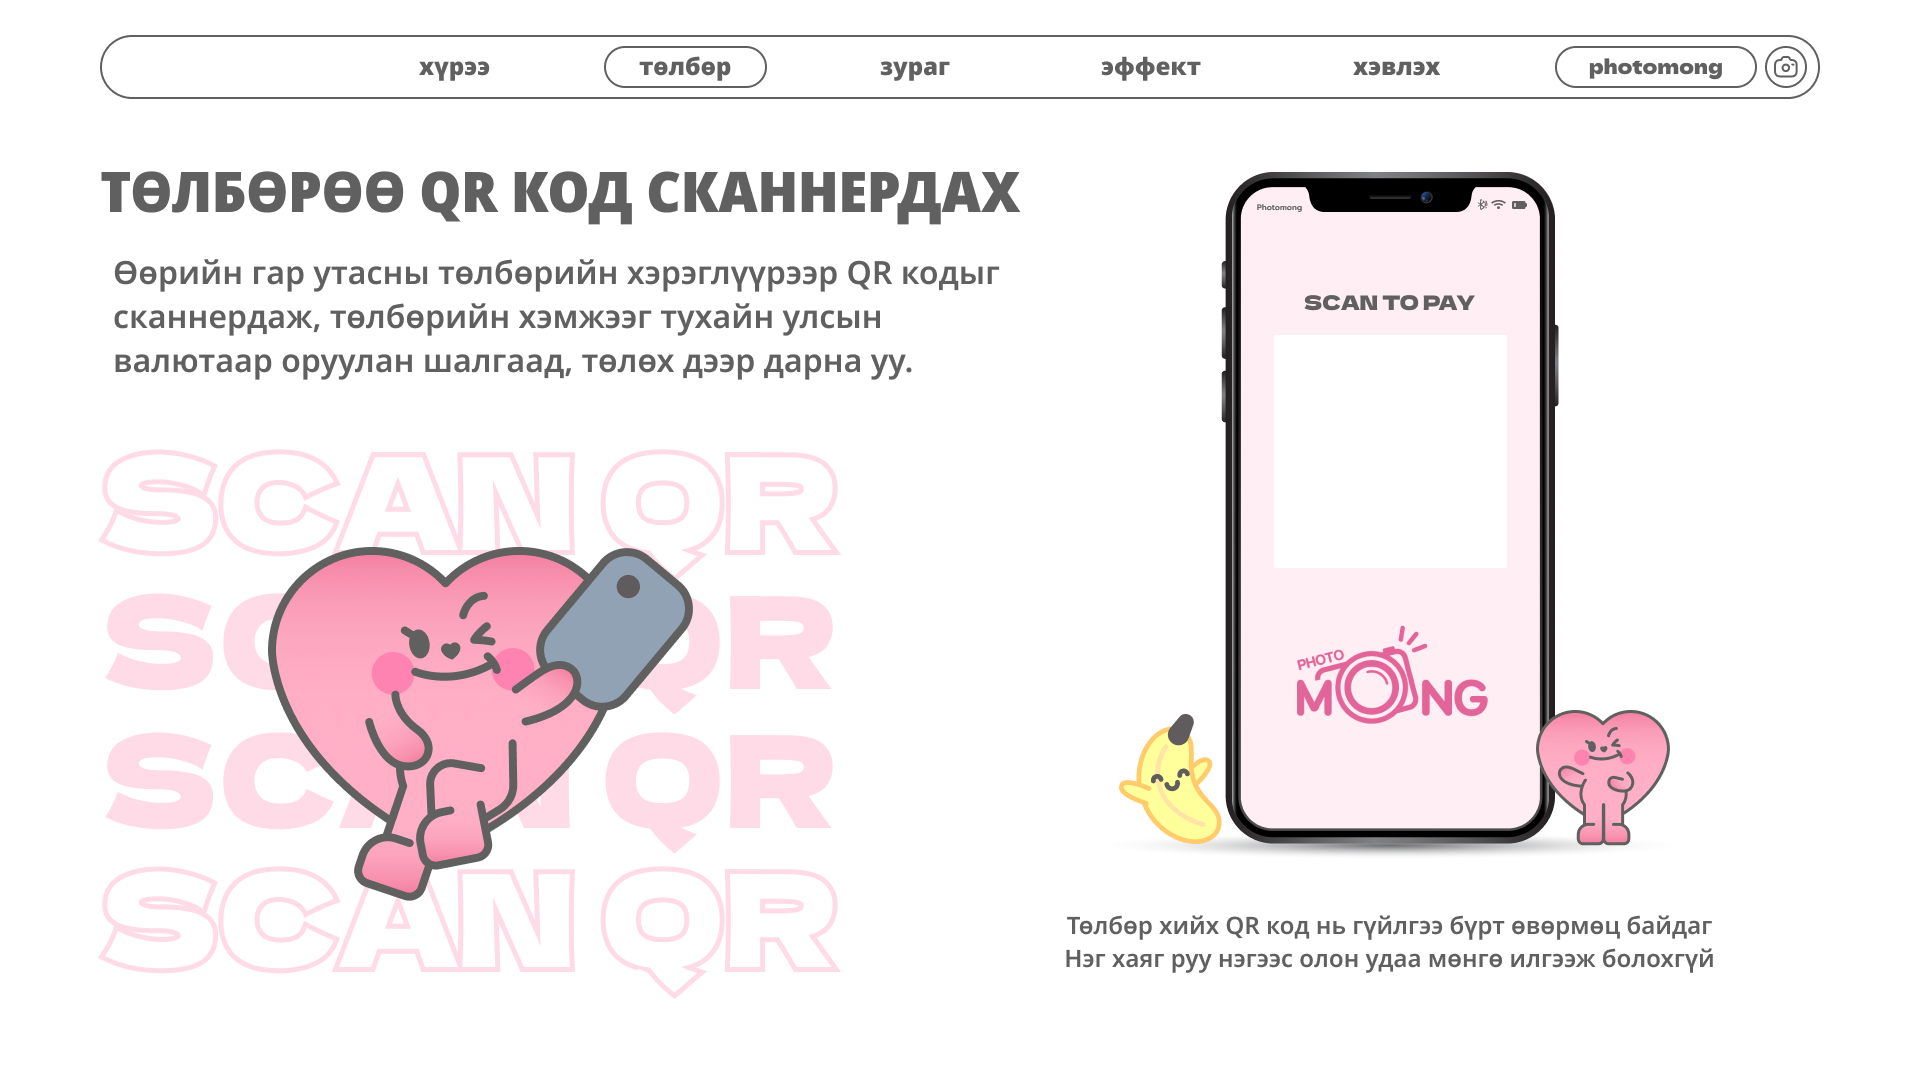 хүрээ
төлбөр
зураг
эффект
хэвлэх
photomong
ТӨЛБӨРӨӨ QR КОД СКАННЕРДАХ
Өөрийн гар утасны төлбөрийн хэрэглүүрээр QR кодыг
сканнердаж, төлбөрийн хэмжээг тухайн улсын
валютаар оруулан шалгаад, төлөх дээр дарна уу.
SCAN QR
SCAN QR
SCAN QR
SCAN QR
Photomong
SCAN TO PAY
PHOTO
MONG
Төлбөр хийх QR код нь гүйлгээ бүрт өвөрмөц байдаг
Нэг хаяг руу нэгээс олон удаа мөнгө илгээж болохгүй